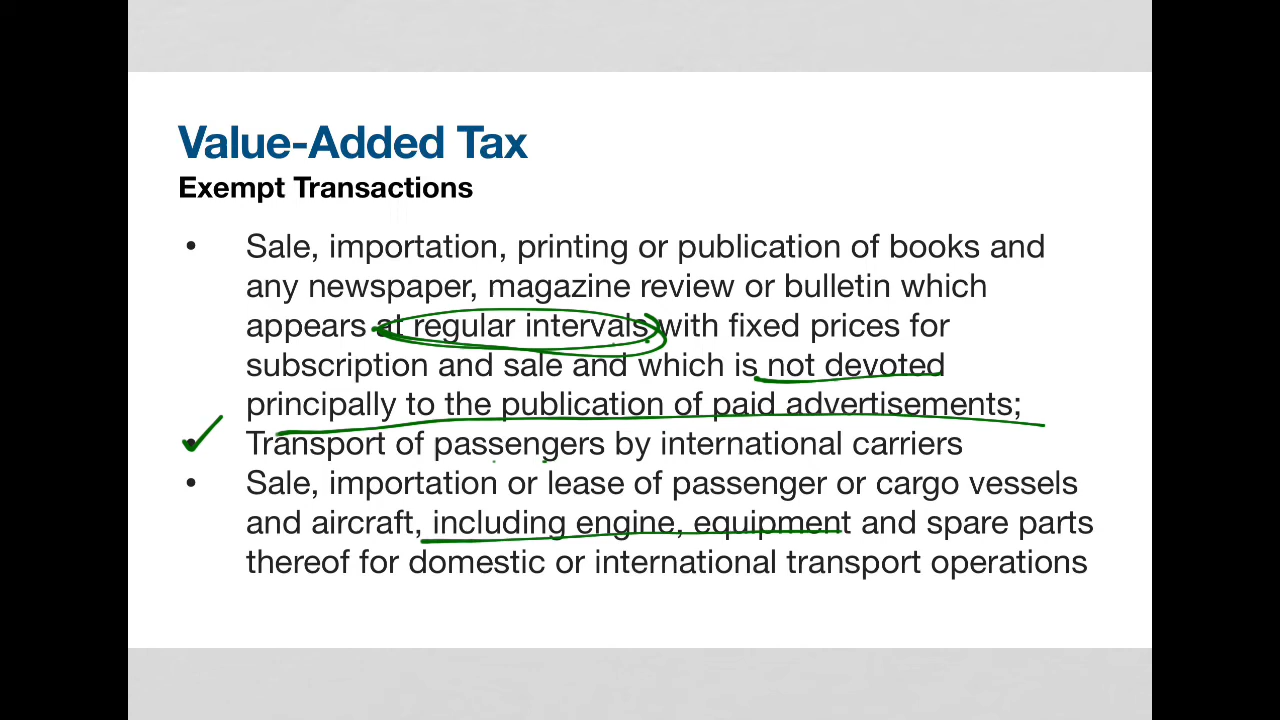 Value-Added Tax
Exempt Transactions
• Sale, importation, printing or publication of books and
any newspaper, magazine review or bulletin which
appears at regular intervals with fixed prices for
subscription and sale and which is not devoted
principally to the publication of paid advertisements;
• Transport of passengers by international carriers
• Sale, importation or lease of passenger or cargo vessels
and aircraft, including engine, equipment and spare parts
thereof for domestic or international transport operations